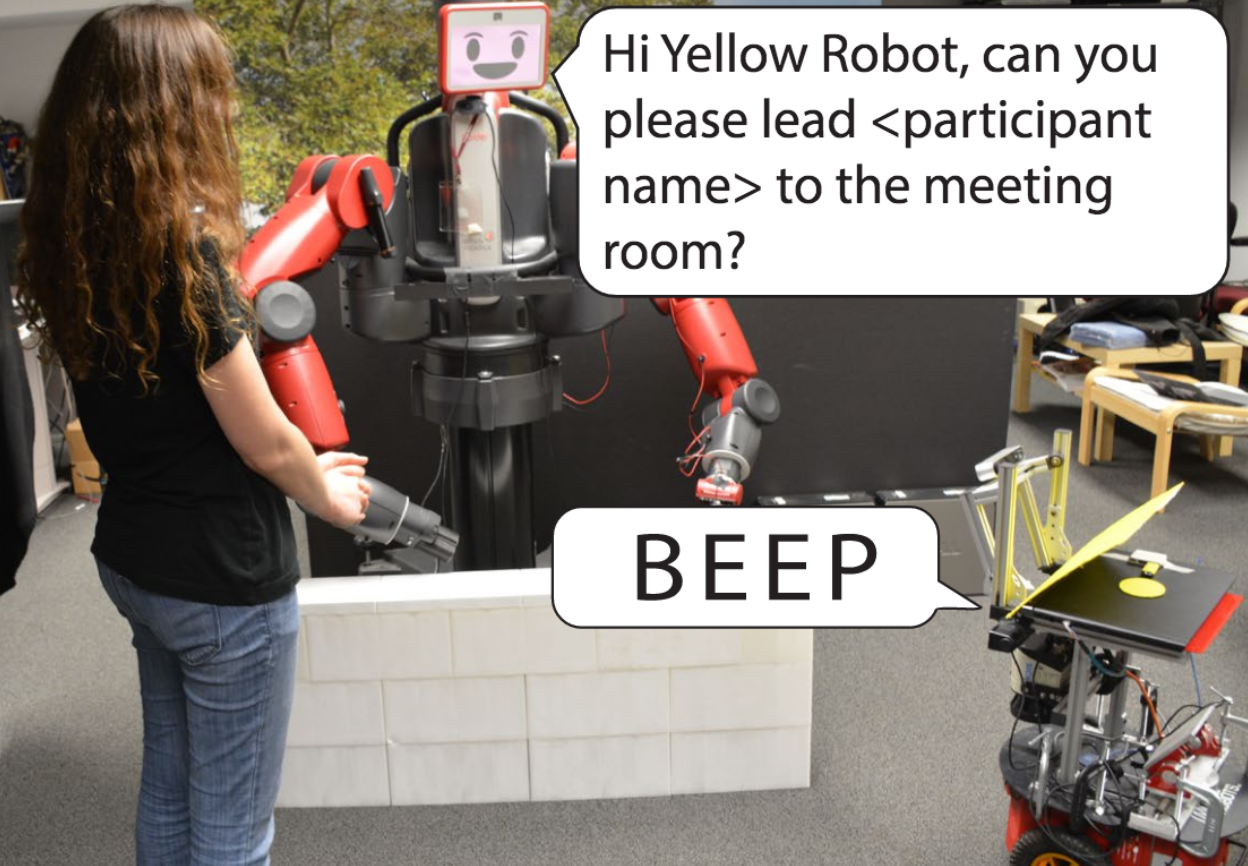 Hi Yellow Robot, can you
please lead <participant
name> to the meeting
room?
BEEP